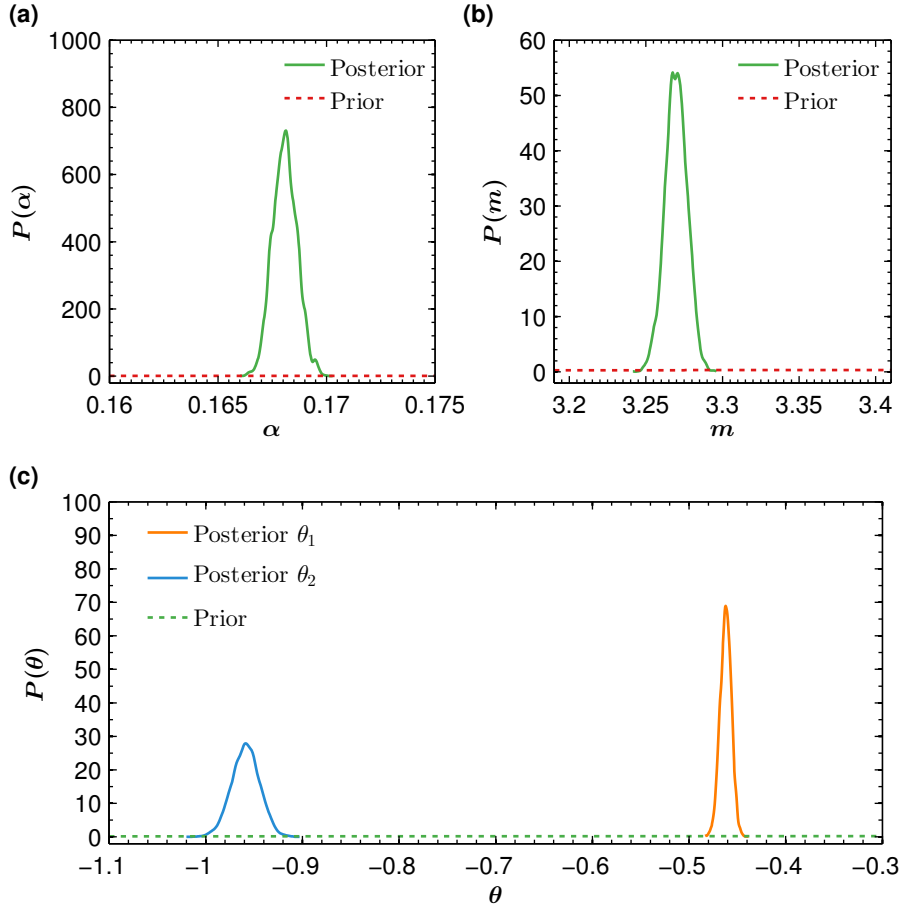 (a)
1000
800
600
400
200
0
P(α)
Posterior
Prior
0.16 0.165 0.17 0.175
α
(b)
60
50
40
30
20
10
0
P(m)
Posterior
Prior
3.2 3.25 3.3 3.35 3.4
m
(c)
100
90
80
70
60
50
40
30
20
10
0
P(θ)
Posterior θ₁
Posterior θ₂
Prior
−1.1 −1 −0.9 −0.8 −0.7 −0.6 −0.5 −0.4 −0.3
θ